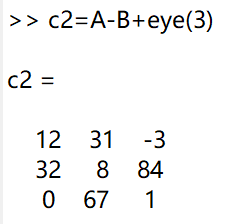 >> c2=A-B+eye(3)
c2 =
12 31 -3
32 8 84
0 67 1